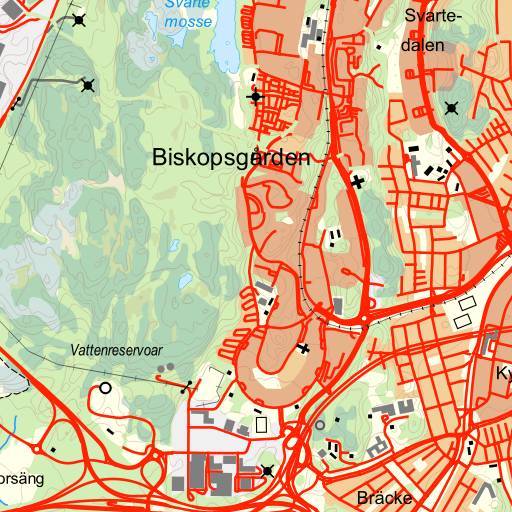 Svarte
mosse
Svarte-
dalen
Biskopsgården
Vattenreservoar
Ky
orsäng
Bräcke